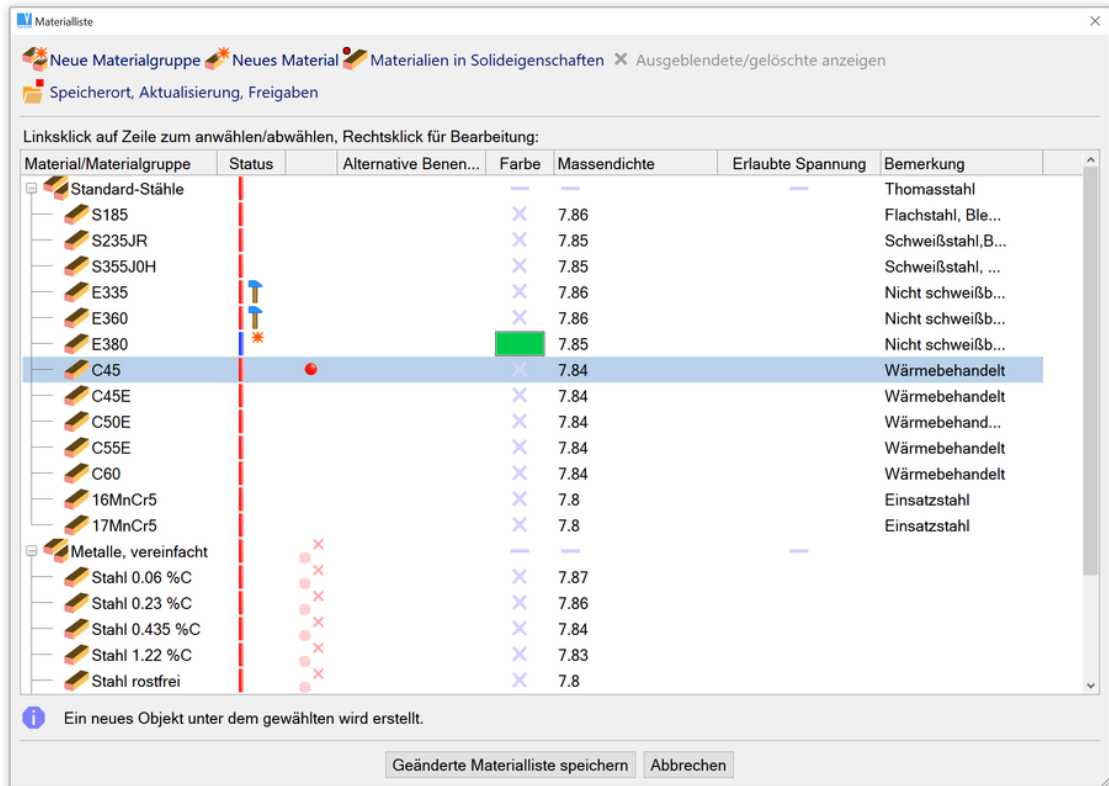 Materialliste
Neue Materialgruppe Neues Material Materialien in Solideigenschaften Ausgeblendete/gelöschte anzeigen
Speicherort, Aktualisierung, Freigaben
Linksklick auf Zeile zum anwählen/abwählen, Rechtsklick für Bearbeitung:
Material/Materialgruppe Status Alternative Benen... Farbe Massendichte Erlaubte Spannung Bemerkung
Standard-Stähle Thomasstahl
S185 7.86 Flachstahl, Ble...
S235JR 7.85 Schweißstahl,B...
S355J0H 7.85 Schweißstahl, ...
E335 7.86 Nicht schweißb...
E360 7.86 Nicht schweißb...
E380 7.85 Nicht schweißb...
C45 7.84 Wärmebehandelt
C45E 7.84 Wärmebehandelt
C50E 7.84 Wärmebehand...
C55E 7.84 Wärmebehandelt
C60 7.84 Wärmebehandelt
16MnCr5 7.8 Einsatzstahl
17MnCr5 7.8 Einsatzstahl
Metalle, vereinfacht
Stahl 0.06 %C 7.87
Stahl 0.23 %C 7.86
Stahl 0.435 %C 7.84
Stahl 1.22 %C 7.83
Stahl rostfrei 7.8
Ein neues Objekt unter dem gewählten wird erstellt.
Geänderte Materialliste speichern Abbrechen